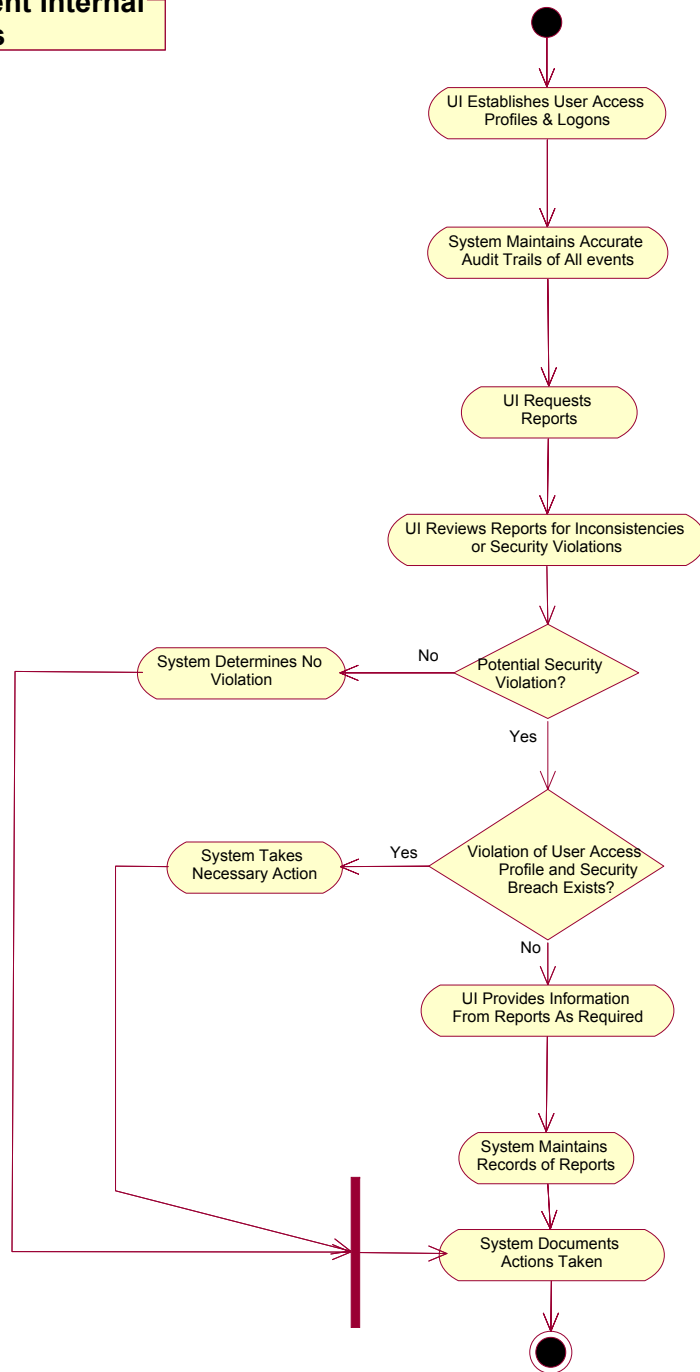 Internal
UI Establishes User Access
Profiles & Logons
System Maintains Accurate
Audit Trails of All events
UI Requests
Reports
UI Reviews Reports for Inconsistencies
or Security Violations
Potential Security
Violation?
No
System Determines No
Violation
Yes
Violation of User Access
Profile and Security
Breach Exists?
Yes
System Takes
Necessary Action
No
UI Provides Information
From Reports As Required
System Maintains
Records of Reports
System Documents
Actions Taken